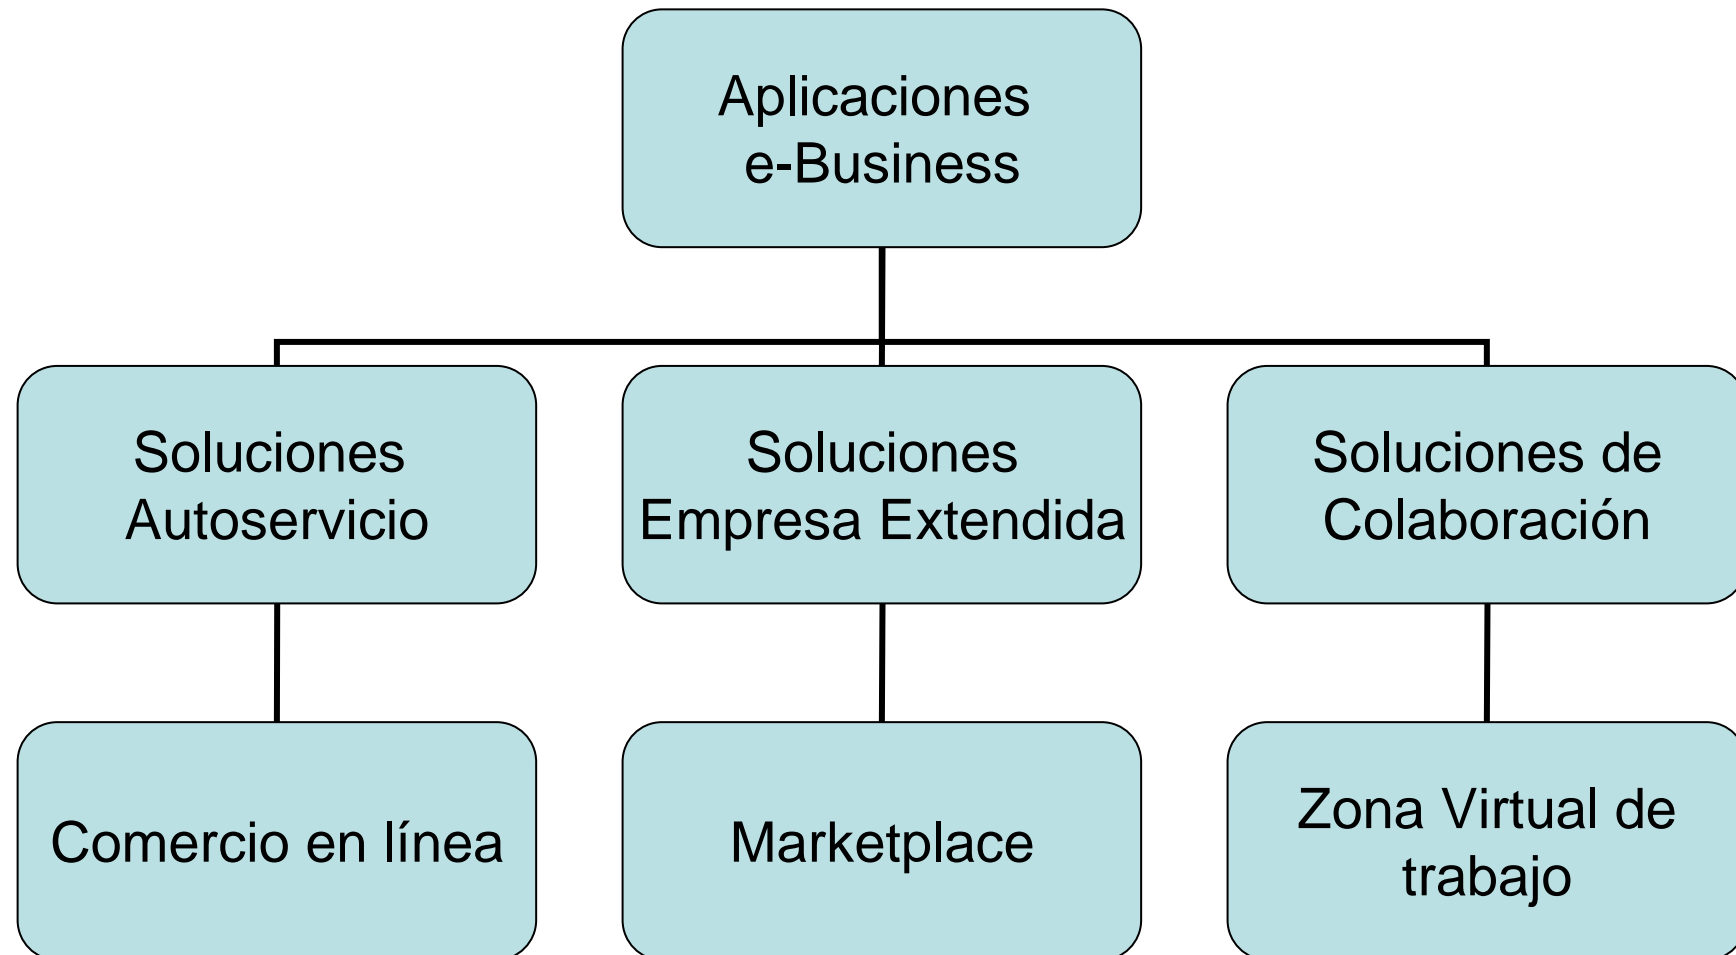 Aplicaciones
e-Business
Soluciones
Autoservicio
Soluciones
Empresa Extendida
Soluciones de
Colaboración
Comercio en línea
Marketplace
Zona Virtual de
trabajo